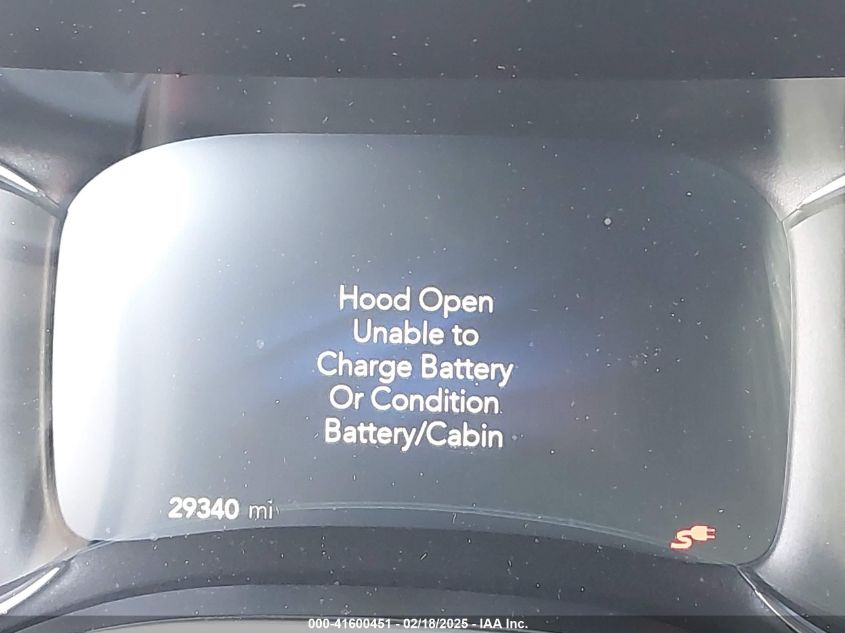 Hood Open
Unable to
Charge Battery
Or Condition
Battery/Cabin
29340 mi
000-41600451 - 02/18/2025 - IAA Inc.